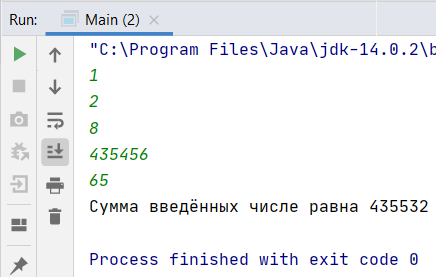 Run: Main (2)
"C:\Program Files\Java\jdk-14.0.2\b
1
2
8
435456
65
Сумма введённых числе равна 435532
Process finished with exit code 0